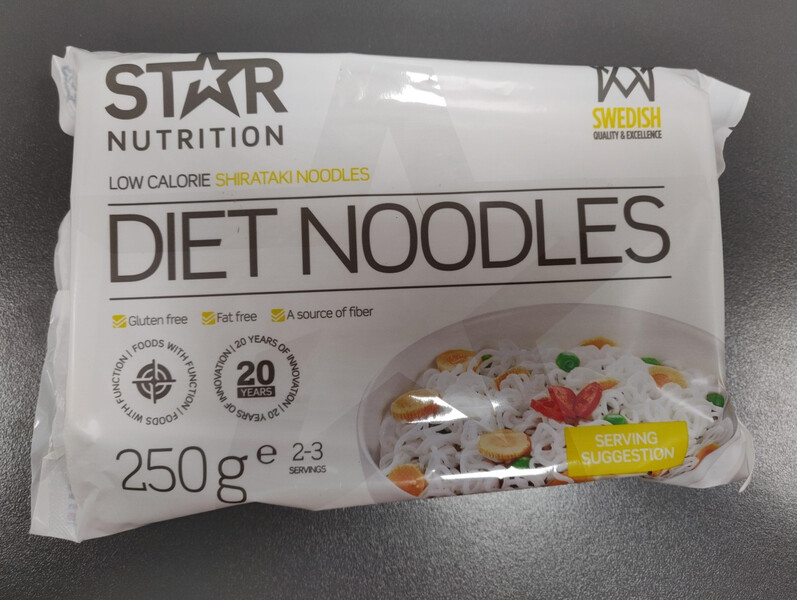 STAR
NUTRITION
SWEDISH
QUALITY & EXCELLENCE
LOW CALORIE SHIRATAKI NOODLES
DIET NOODLES
Gluten free
Fat free
A source of fiber
FOODS WITH FUNCTION | FOODS WITH FUNCTION |
20 YEARS OF INNOVATION | 20 YEARS OF INNOVATION |
20
YEARS
250g e
2-3
SERVINGS
SERVING
SUGGESTION